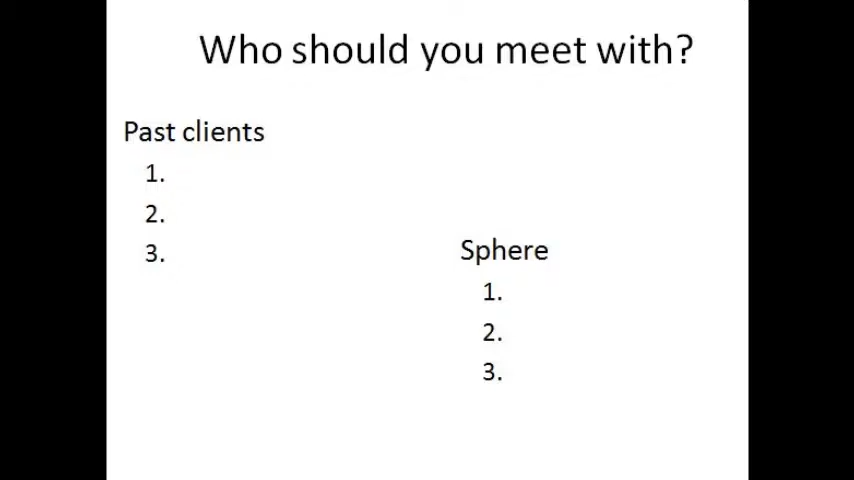 Who should you meet with?
Past clients
1.
2.
3.
Sphere
1.
2.
3.